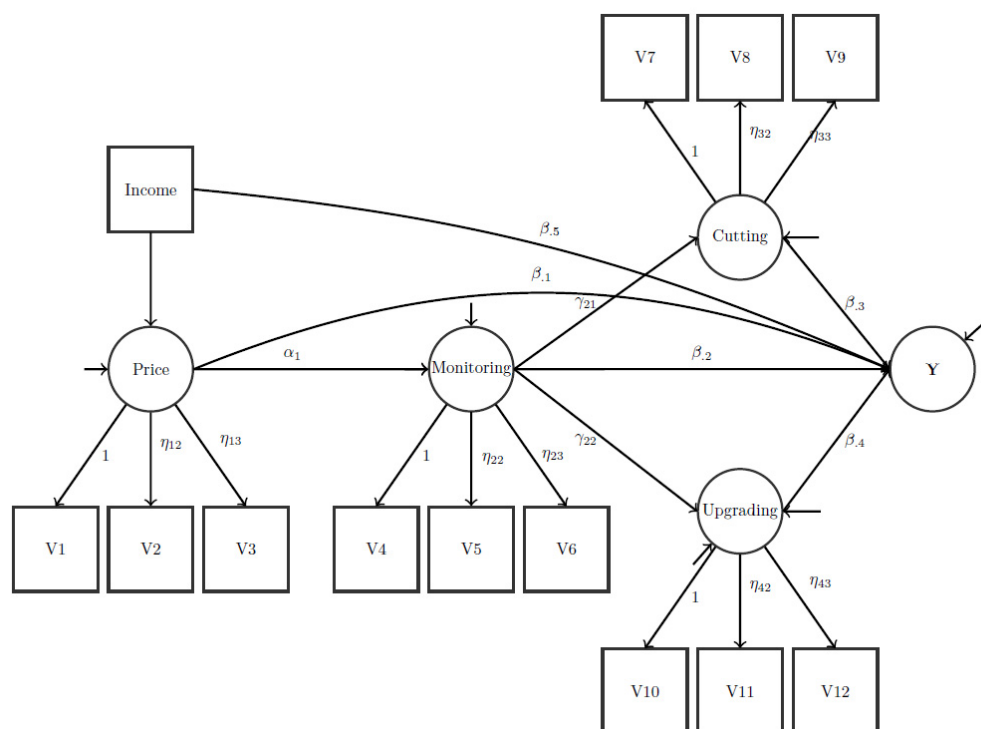 V7
V8
V9
η₃₂
η₃₃
1
Income
Cutting
β.₅
β.₁
γ₂₁
β.₃
α₁
β.₂
Price
Monitoring
Y
η₁₃
η₁₂
1
γ₂₂
β.₄
1
η₂₂
η₂₃
Upgrading
V1
V2
V3
V4
V5
V6
η₄₂
η₄₃
1
V10
V11
V12